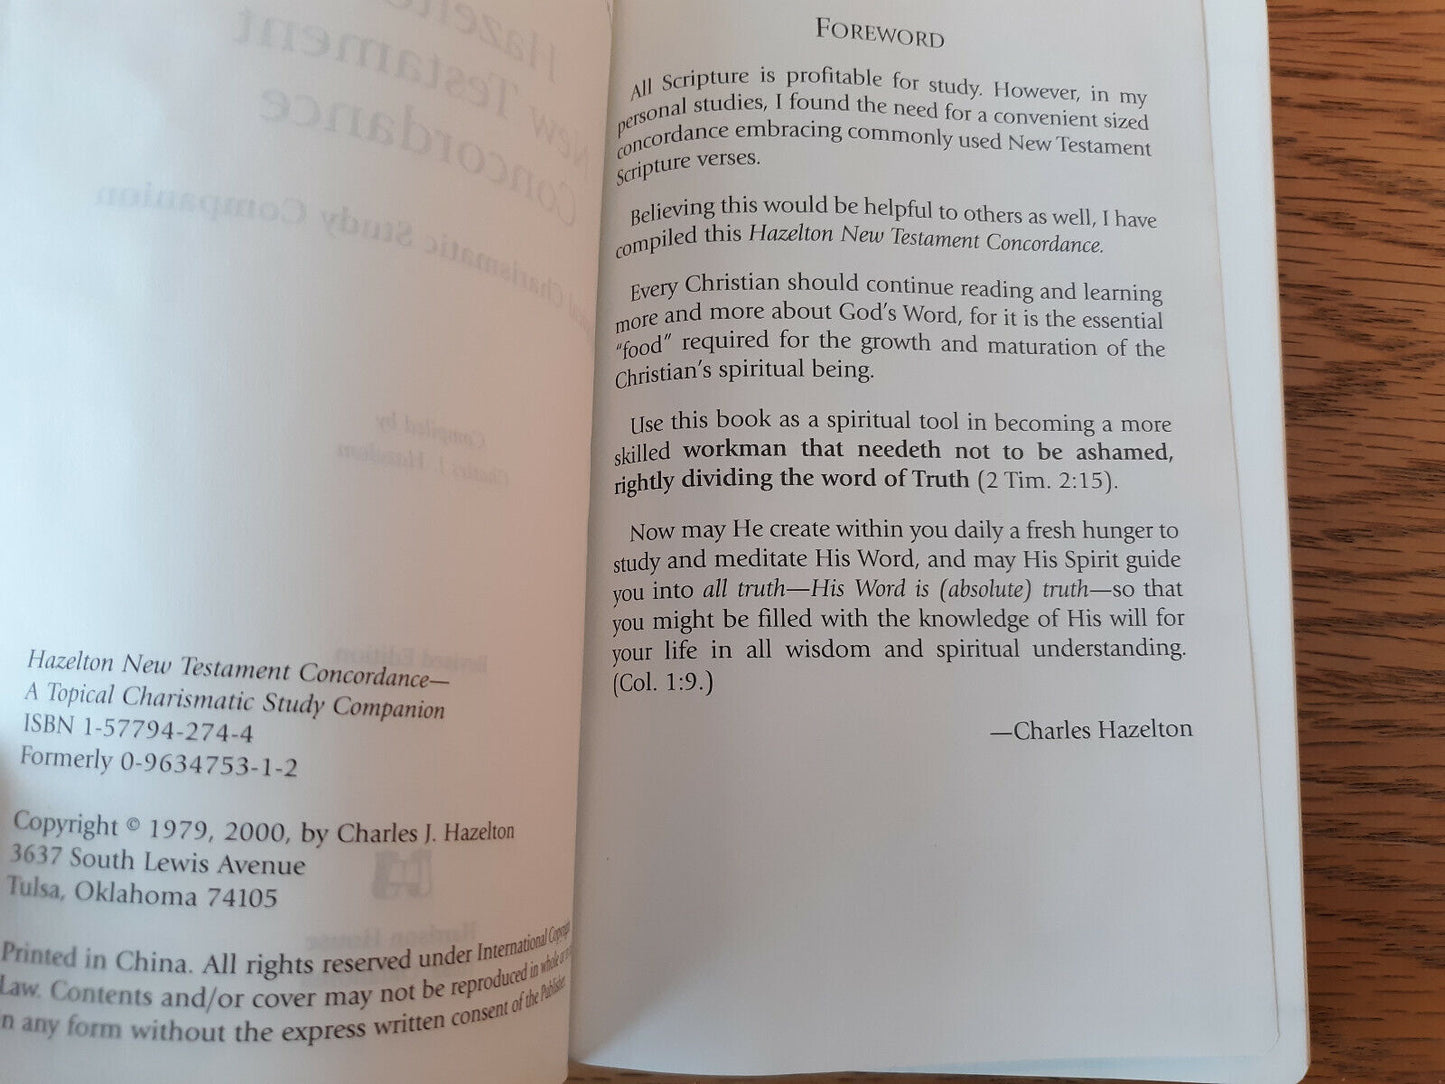 Hazelton New Testament Concordance—
A Topical Charismatic Study Companion
ISBN 1-57794-274-4
Formerly 0-9634753-1-2
Copyright © 1979, 2000, by Charles J. Hazelton
3637 South Lewis Avenue
Tulsa, Oklahoma 74105
Printed in China. All rights reserved under International Copyright
Law. Contents and/or cover may not be reproduced in whole or
n any form without the express written consent of the Publisher.
FOREWORD
All Scripture is profitable for study. However, in my
personal studies, I found the need for a convenient sized
concordance embracing commonly used New Testament
Scripture verses.
Believing this would be helpful to others as well, I have
compiled this Hazelton New Testament Concordance.
Every Christian should continue reading and learning
more and more about God's Word, for it is the essential
"food" required for the growth and maturation of the
Christian's spiritual being.
Use this book as a spiritual tool in becoming a more
skilled workman that needeth not to be ashamed,
rightly dividing the word of Truth (2 Tim. 2:15).
Now may He create within you daily a fresh hunger to
study and meditate His Word, and may His Spirit guide
you into all truth—His Word is (absolute) truth—so that
you might be filled with the knowledge of His will for
your life in all wisdom and spiritual understanding.
(Col. 1:9.)
—Charles Hazelton